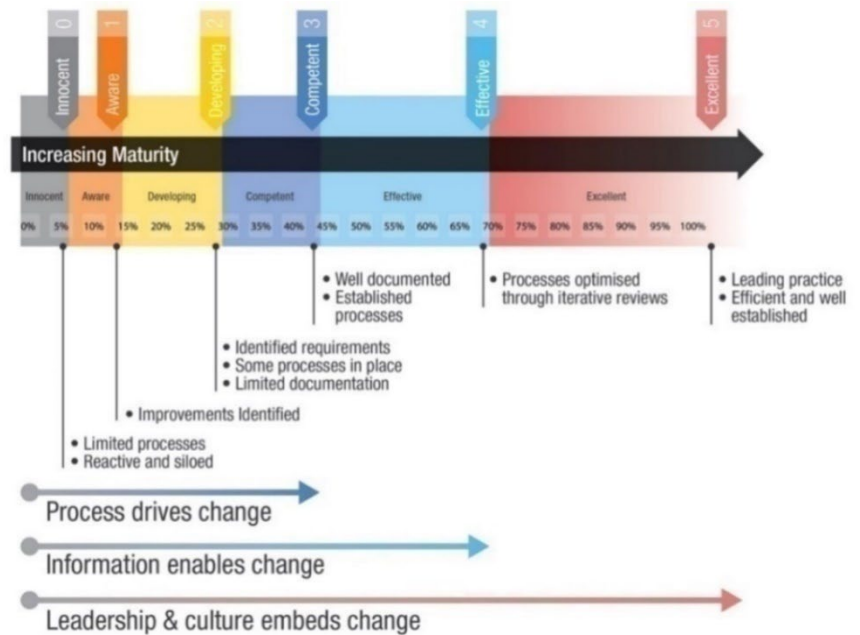 0 1 2 3 4 5
Innocent Aware Developing Competent Effective Excellent
Increasing Maturity
Innocent Aware Developing Competent Effective Excellent
0% 5% 10% 15% 20% 25% 30% 35% 40% 45% 50% 55% 60% 65% 70% 75% 80% 85% 90% 95% 100%
• Well documented
• Established
processes
• Processes optimised
through iterative reviews
• Leading practice
• Efficient and well
established
• Identified requirements
• Some processes in place
• Limited documentation
• Improvements Identified
• Limited processes
• Reactive and siloed
Process drives change
Information enables change
Leadership & culture embeds change